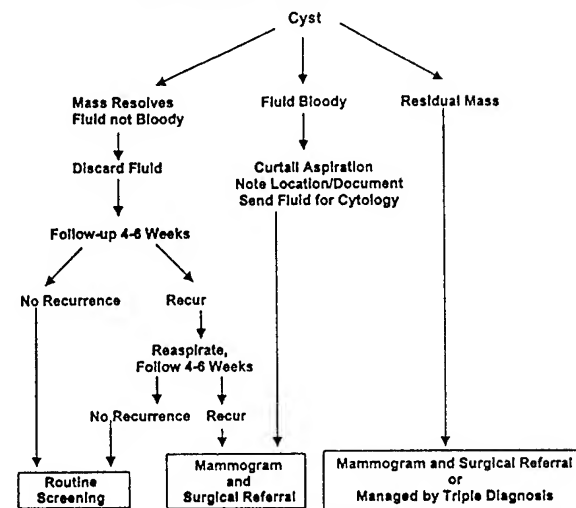 Cyst
Mass Resolves
Fluid not Bloody
Fluid Bloody
Residual Mass
Discard Fluid
Curtail Aspiration
Note Location/Document
Send Fluid for Cytology
Follow-up 4-6 Weeks
No Recurrence
Recur
Reaspirate,
Follow 4-6 Weeks
No Recurrence
Recur
Routine
Screening
Mammogram
and
Surgical Referral
Mammogram and Surgical Referral
or
Managed by Triple Diagnosis